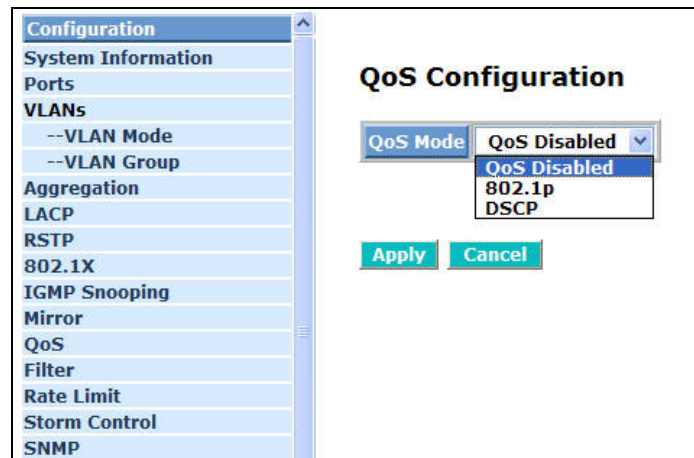 Configuration
System Information
Ports
VLANs
--VLAN Mode
--VLAN Group
Aggregation
LACP
RSTP
802.1X
IGMP Snooping
Mirror
QoS
Filter
Rate Limit
Storm Control
SNMP
QoS Configuration
QoS Mode QoS Disabled
QoS Disabled
802.1p
DSCP
Apply Cancel